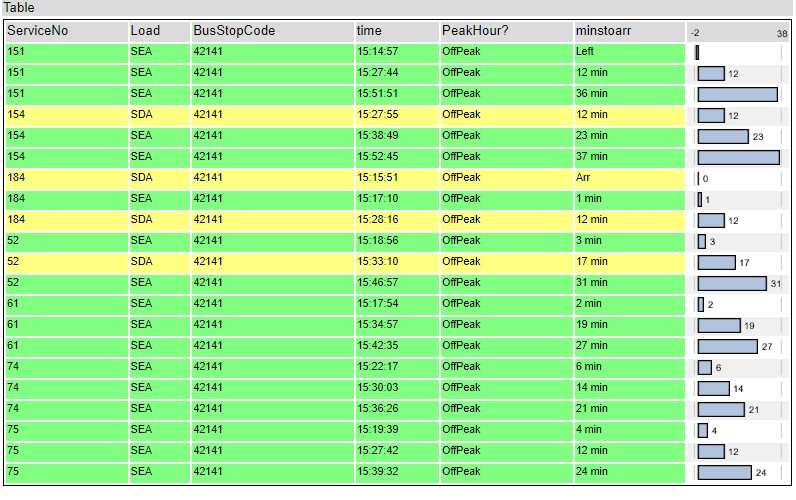 Table
ServiceNo Load BusStopCode time PeakHour? minstoarr -2 38
151 SEA 42141 15:14:57 OffPeak Left
151 SEA 42141 15:27:44 OffPeak 12 min 12
151 SEA 42141 15:51:51 OffPeak 36 min
154 SDA 42141 15:27:55 OffPeak 12 min 12
154 SEA 42141 15:38:49 OffPeak 23 min 23
154 SEA 42141 15:52:45 OffPeak 37 min
184 SDA 42141 15:15:51 OffPeak Arr 0
184 SEA 42141 15:17:10 OffPeak 1 min 1
184 SDA 42141 15:28:16 OffPeak 12 min 12
52 SEA 42141 15:18:56 OffPeak 3 min 3
52 SDA 42141 15:33:10 OffPeak 17 min 17
52 SEA 42141 15:46:57 OffPeak 31 min 31
61 SEA 42141 15:17:54 OffPeak 2 min 2
61 SEA 42141 15:34:57 OffPeak 19 min 19
61 SEA 42141 15:42:35 OffPeak 27 min 27
74 SEA 42141 15:22:17 OffPeak 6 min 6
74 SEA 42141 15:30:03 OffPeak 14 min 14
74 SEA 42141 15:36:26 OffPeak 21 min 21
75 SEA 42141 15:19:39 OffPeak 4 min 4
75 SEA 42141 15:27:42 OffPeak 12 min 12
75 SEA 42141 15:39:32 OffPeak 24 min 24